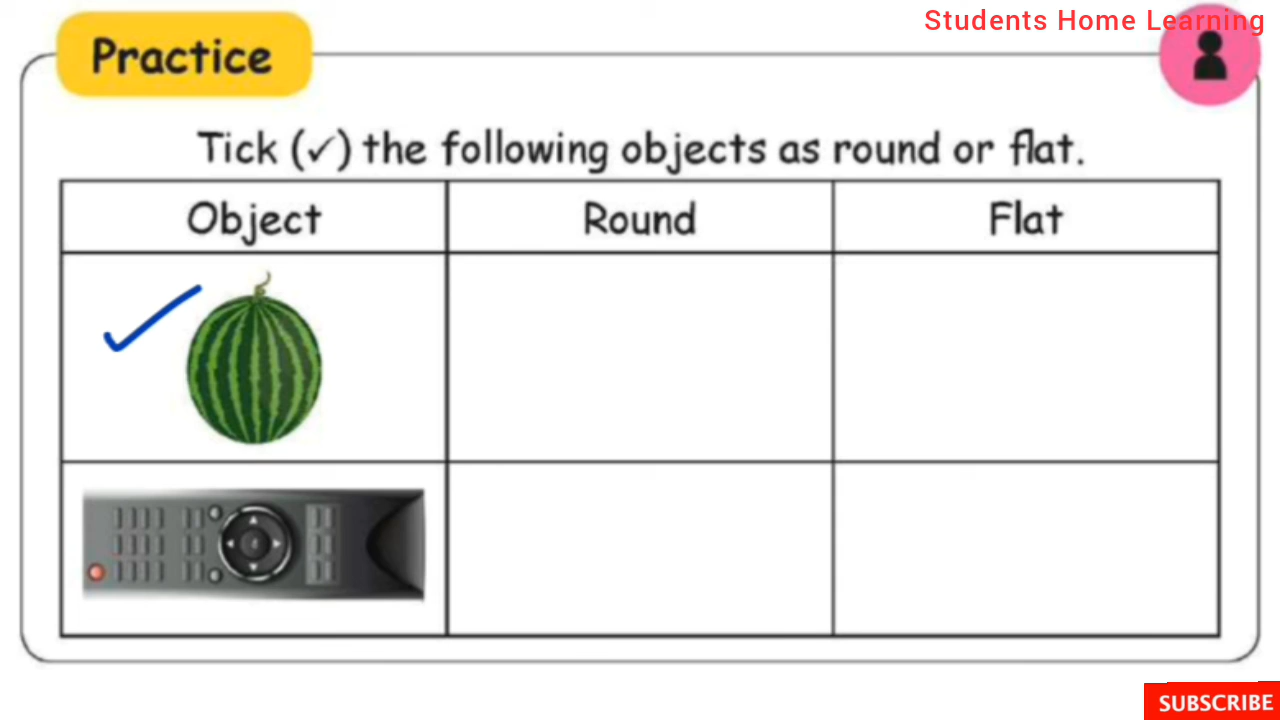 Students Home Learning
Practice
Tick (✓) the following objects as round or flat.
Object Round Flat
SUBSCRIBE